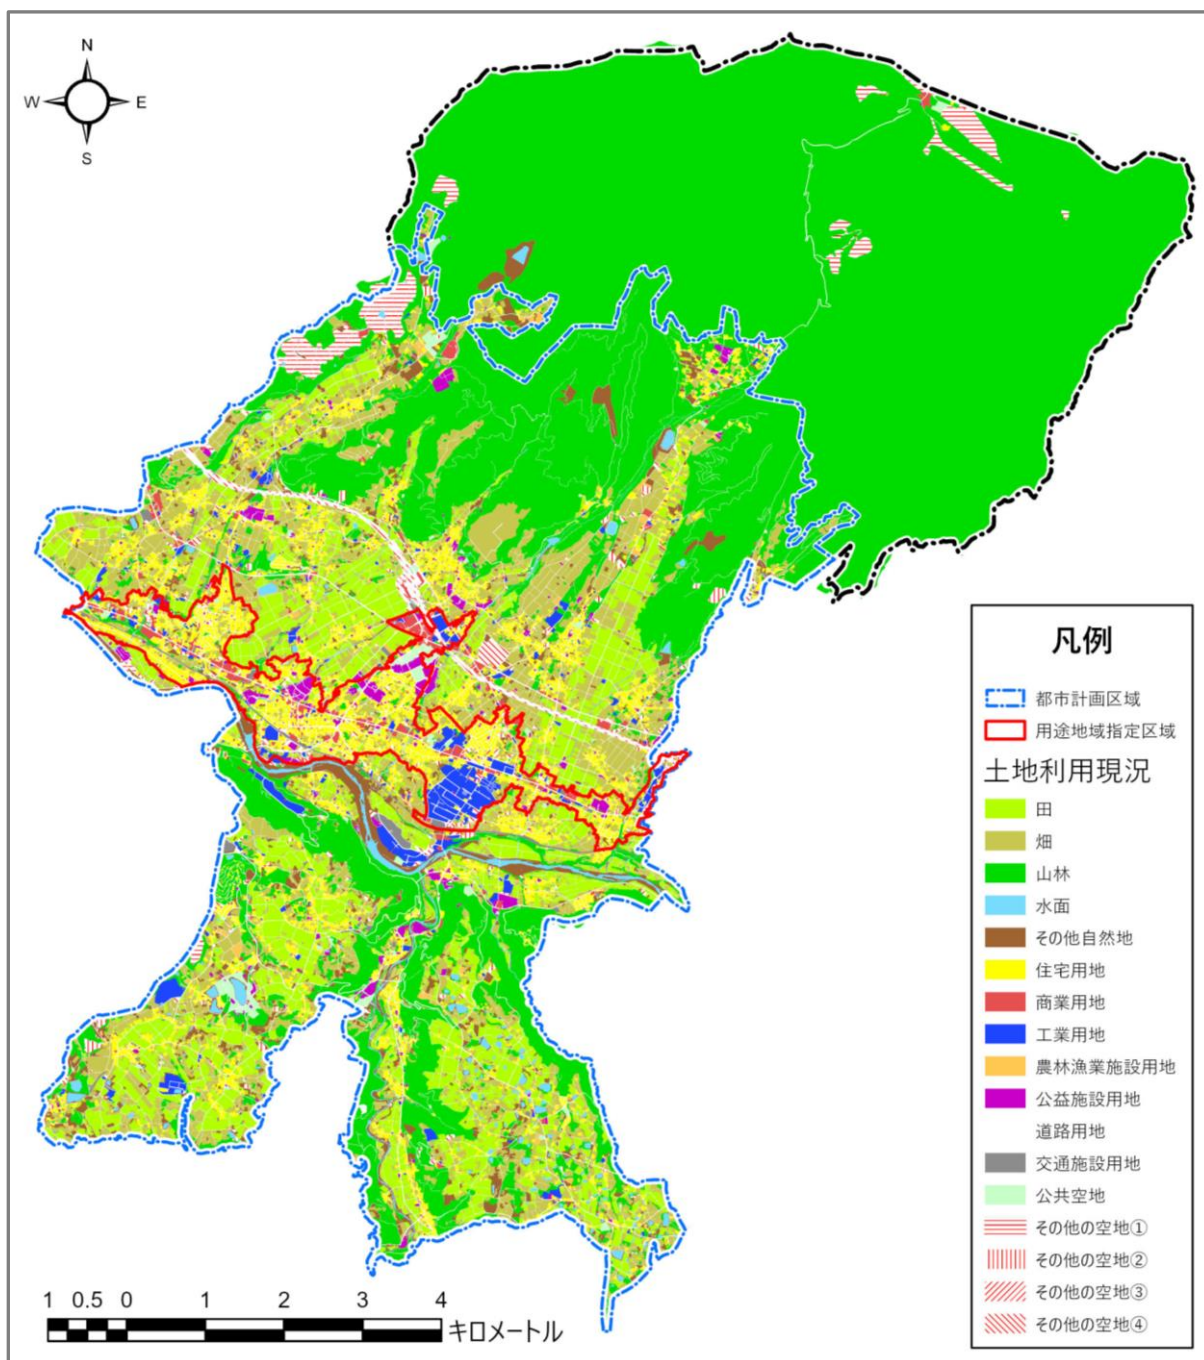 N
W E
S
凡例
都市計画区域
用途地域指定区域
土地利用現況
田
畑
山林
水面
その他自然地
住宅用地
商業用地
工業用地
農林漁業施設用地
公益施設用地
道路用地
交通施設用地
公共空地
その他の空地①
その他の空地②
その他の空地③
その他の空地④
1 0.5 0 1 2 3 4
キロメートル